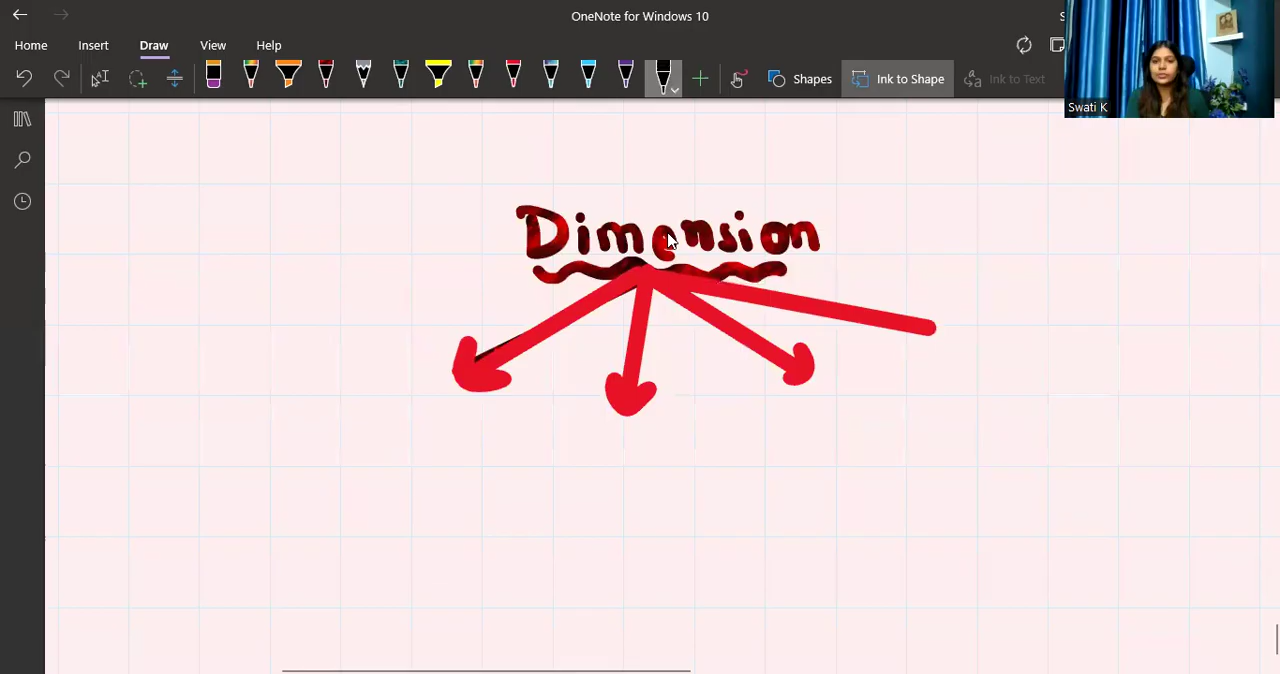 OneNote for Windows 10
S
Home Insert Draw View Help
Shapes Ink to Shape Ink to Text
Swati K
Dimension